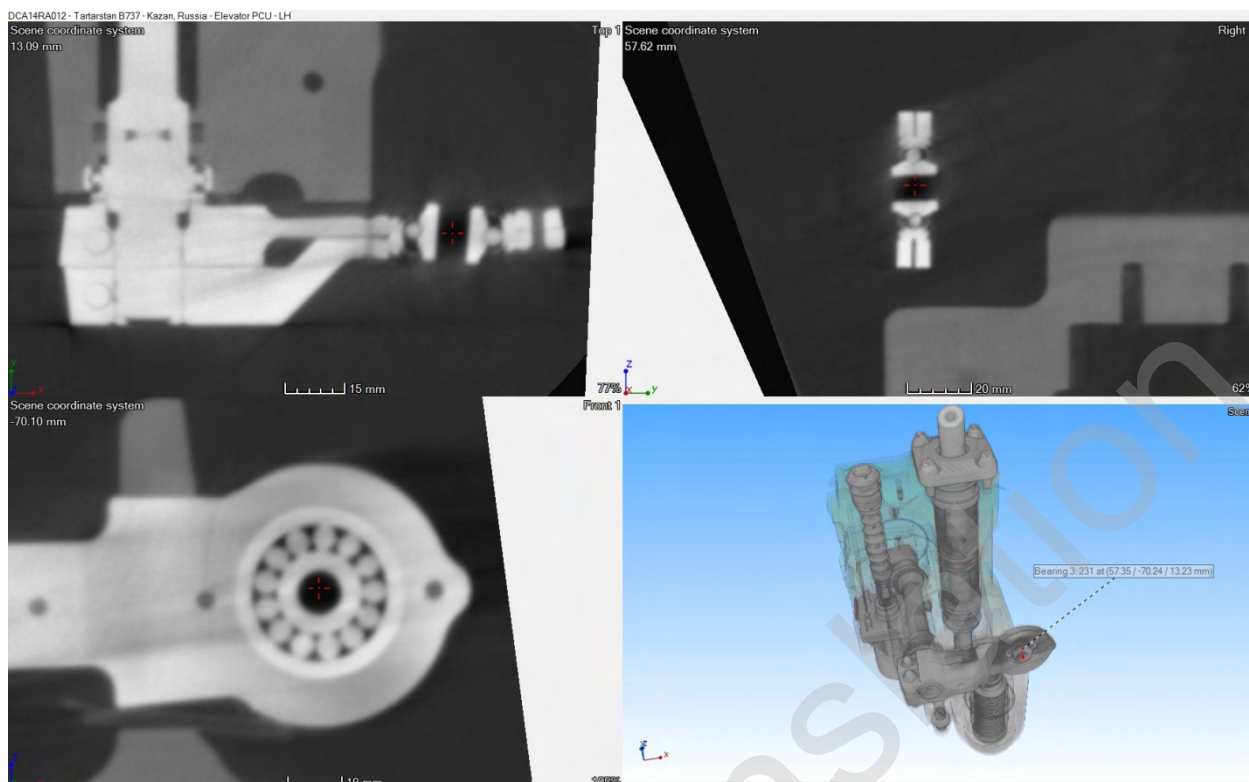 DCA14RA012 - Tartarstan B737 - Kazan, Russia - Elevator PCU - LH
Scene coordinate system
Top 1
13.09 mm
15 mm
77%
Scene coordinate system
Right
57.62 mm
20 mm
62%
Scene coordinate system
Front 1
-70.10 mm
10 mm
Scen
Bearing 3: 231 at (57.35 / -70.24 / 13.23 mm)
y
x
z
y
x
z
z
x